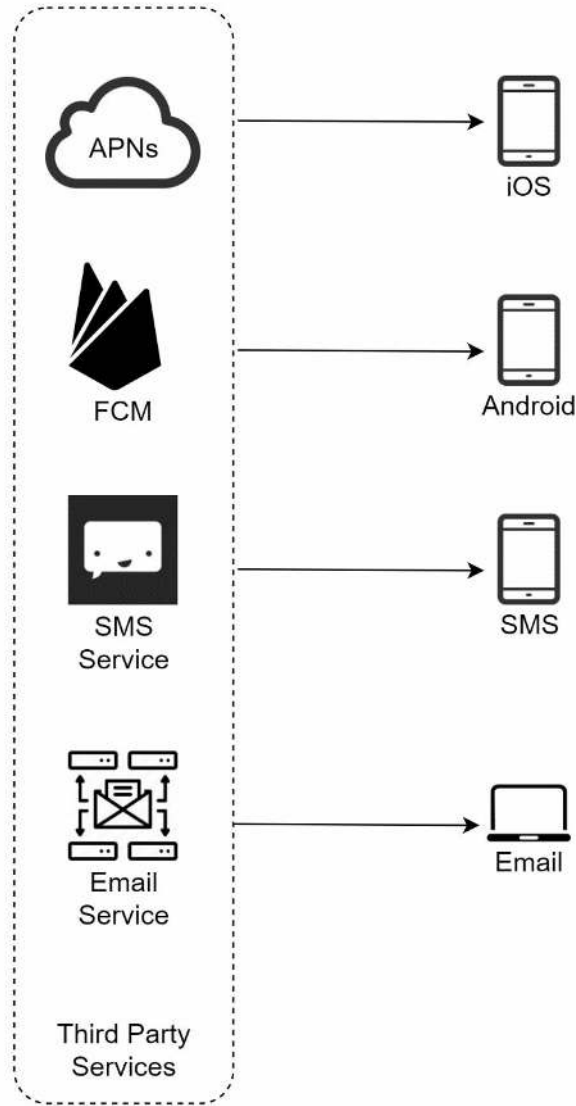 APNs
iOS
FCM
Android
SMS
Service
SMS
Email
Service
Email
Third Party
Services